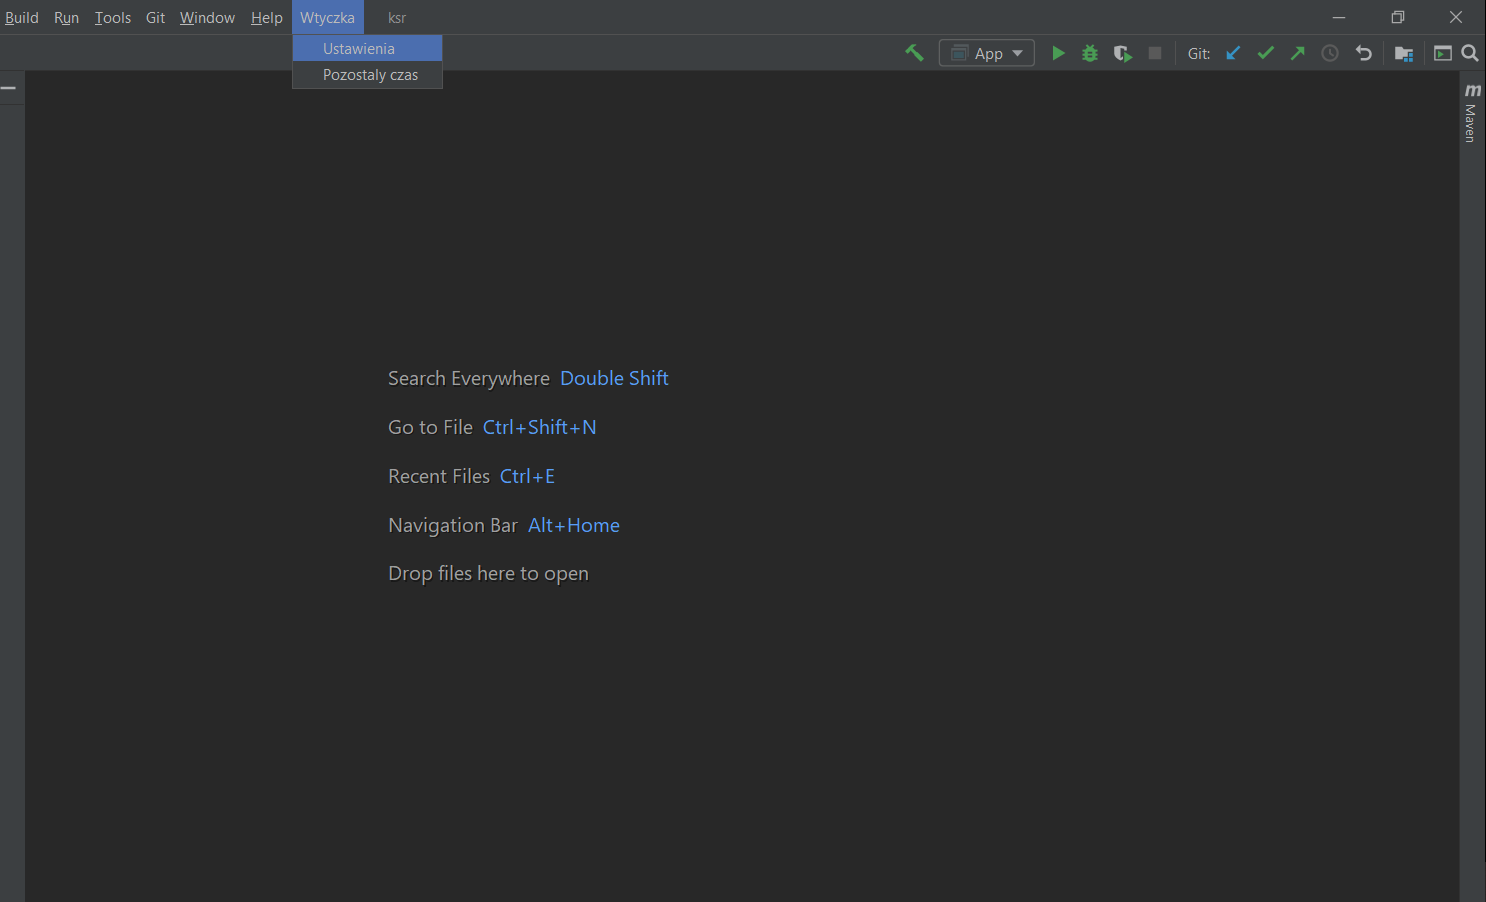 Build Run Tools Git Window Help Wtyczka ksr
Ustawienia
Pozostaly czas
App Git:
m Maven
Search Everywhere Double Shift
Go to File Ctrl+Shift+N
Recent Files Ctrl+E
Navigation Bar Alt+Home
Drop files here to open